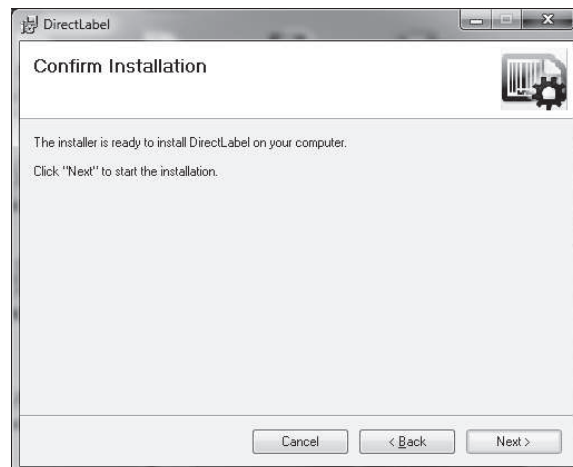 DirectLabel
Confirm Installation
The installer is ready to install DirectLabel on your computer.
Click "Next" to start the installation.
Cancel
< Back
Next >